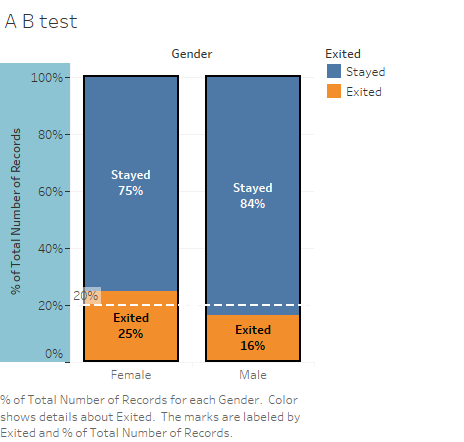 A B test
Gender
Exited
Stayed
Exited
% of Total Number of Records
100%
80%
60%
40%
20%
0%
Stayed
75%
Stayed
84%
20%
Exited
25%
Exited
16%
Female
Male
% of Total Number of Records for each Gender. Color
shows details about Exited. The marks are labeled by
Exited and % of Total Number of Records.